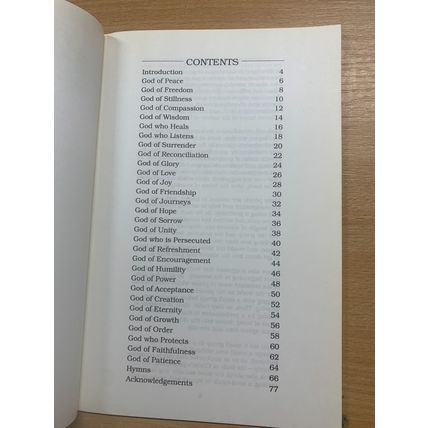 CONTENTS
Introduction 4
God of Peace 6
God of Freedom 8
God of Stillness 10
God of Compassion 12
God of Wisdom 14
God who Heals 16
God who Listens 18
God of Surrender 20
God of Reconciliation 22
God of Glory 24
God of Love 26
God of Joy 28
God of Friendship 30
God of Journeys 32
God of Hope 34
God of Sorrow 36
God of Unity 38
God who is Persecuted 40
God of Refreshment 42
God of Encouragement 44
God of Humility 46
God of Power 48
God of Acceptance 50
God of Creation 52
God of Eternity 54
God of Growth 56
God of Order 58
God who Protects 60
God of Faithfulness 62
God of Patience 64
Hymns 66
Acknowledgements 77